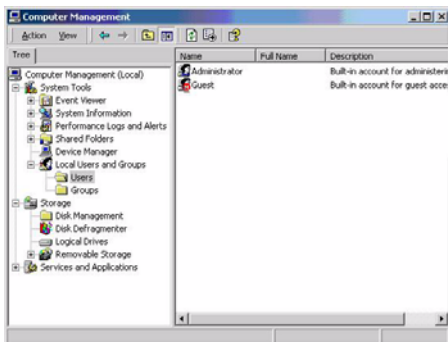 Computer Management
Action View
Tree
Name Full Name Description
Computer Management (Local)
System Tools
Event Viewer
System Information
Performance Logs and Alerts
Shared Folders
Device Manager
Local Users and Groups
Users
Groups
Storage
Disk Management
Disk Defragmenter
Logical Drives
Removable Storage
Services and Applications
Administrator Built-in account for administeri
Guest Built-in account for guest acce